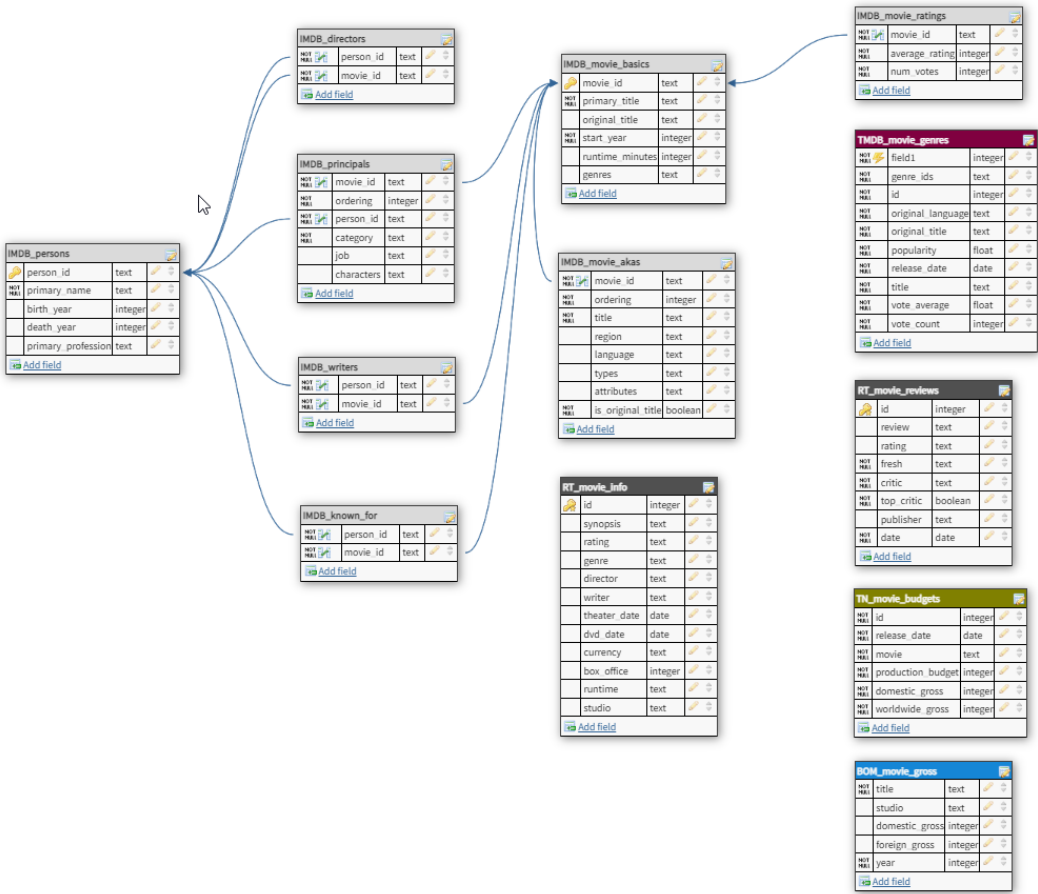 IMDB_persons
person_id text
NOT NULL primary_name text
birth_year integer
death_year integer
primary_profession text
Add field
IMDB_directors
NOT NULL person_id text
NOT NULL movie_id text
Add field
IMDB_principals
NOT NULL movie_id text
NOT NULL ordering integer
NOT NULL person_id text
NOT NULL category text
job text
characters text
Add field
IMDB_writers
NOT NULL person_id text
NOT NULL movie_id text
Add field
IMDB_known_for
NOT NULL person_id text
NOT NULL movie_id text
Add field
IMDB_movie_basics
movie_id text
NOT NULL primary_title text
original_title text
NOT NULL start_year integer
runtime_minutes integer
genres text
Add field
IMDB_movie_akas
NOT NULL movie_id text
NOT NULL ordering integer
NOT NULL title text
region text
language text
types text
attributes text
NOT NULL is_original_title boolean
Add field
RT_movie_info
id integer
synopsis text
rating text
genre text
director text
writer text
theater_date date
dvd_date date
currency text
box_office integer
runtime text
studio text
Add field
IMDB_movie_ratings
NOT NULL movie_id text
NOT NULL average_rating integer
NOT NULL num_votes integer
Add field
TMDB_movie_genres
NOT NULL field1 integer
NOT NULL genre_ids text
NOT NULL id integer
NOT NULL original_language text
NOT NULL original_title text
NOT NULL popularity float
NOT NULL release_date date
NOT NULL title text
NOT NULL vote_average float
NOT NULL vote_count integer
Add field
RT_movie_reviews
id integer
review text
rating text
NOT NULL fresh text
NOT NULL critic text
NOT NULL top_critic boolean
publisher text
NOT NULL date date
Add field
TN_movie_budgets
NOT NULL id integer
NOT NULL release_date date
NOT NULL movie text
NOT NULL production_budget integer
NOT NULL domestic_gross integer
NOT NULL worldwide_gross integer
Add field
BOM_movie_gross
NOT NULL title text
studio text
domestic_gross integer
foreign_gross integer
NOT NULL year integer
Add field